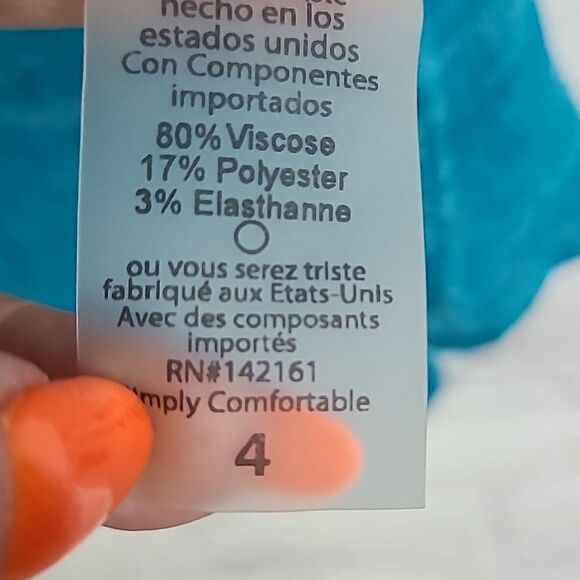 hecho en los
estados unidos
Con Componentes
importados
80% Viscose
17% Polyester
3% Elasthanne
ou vous serez triste
fabriqué aux Etats-Unis
Avec des composants
importés
RN#142161
Comfortable
4